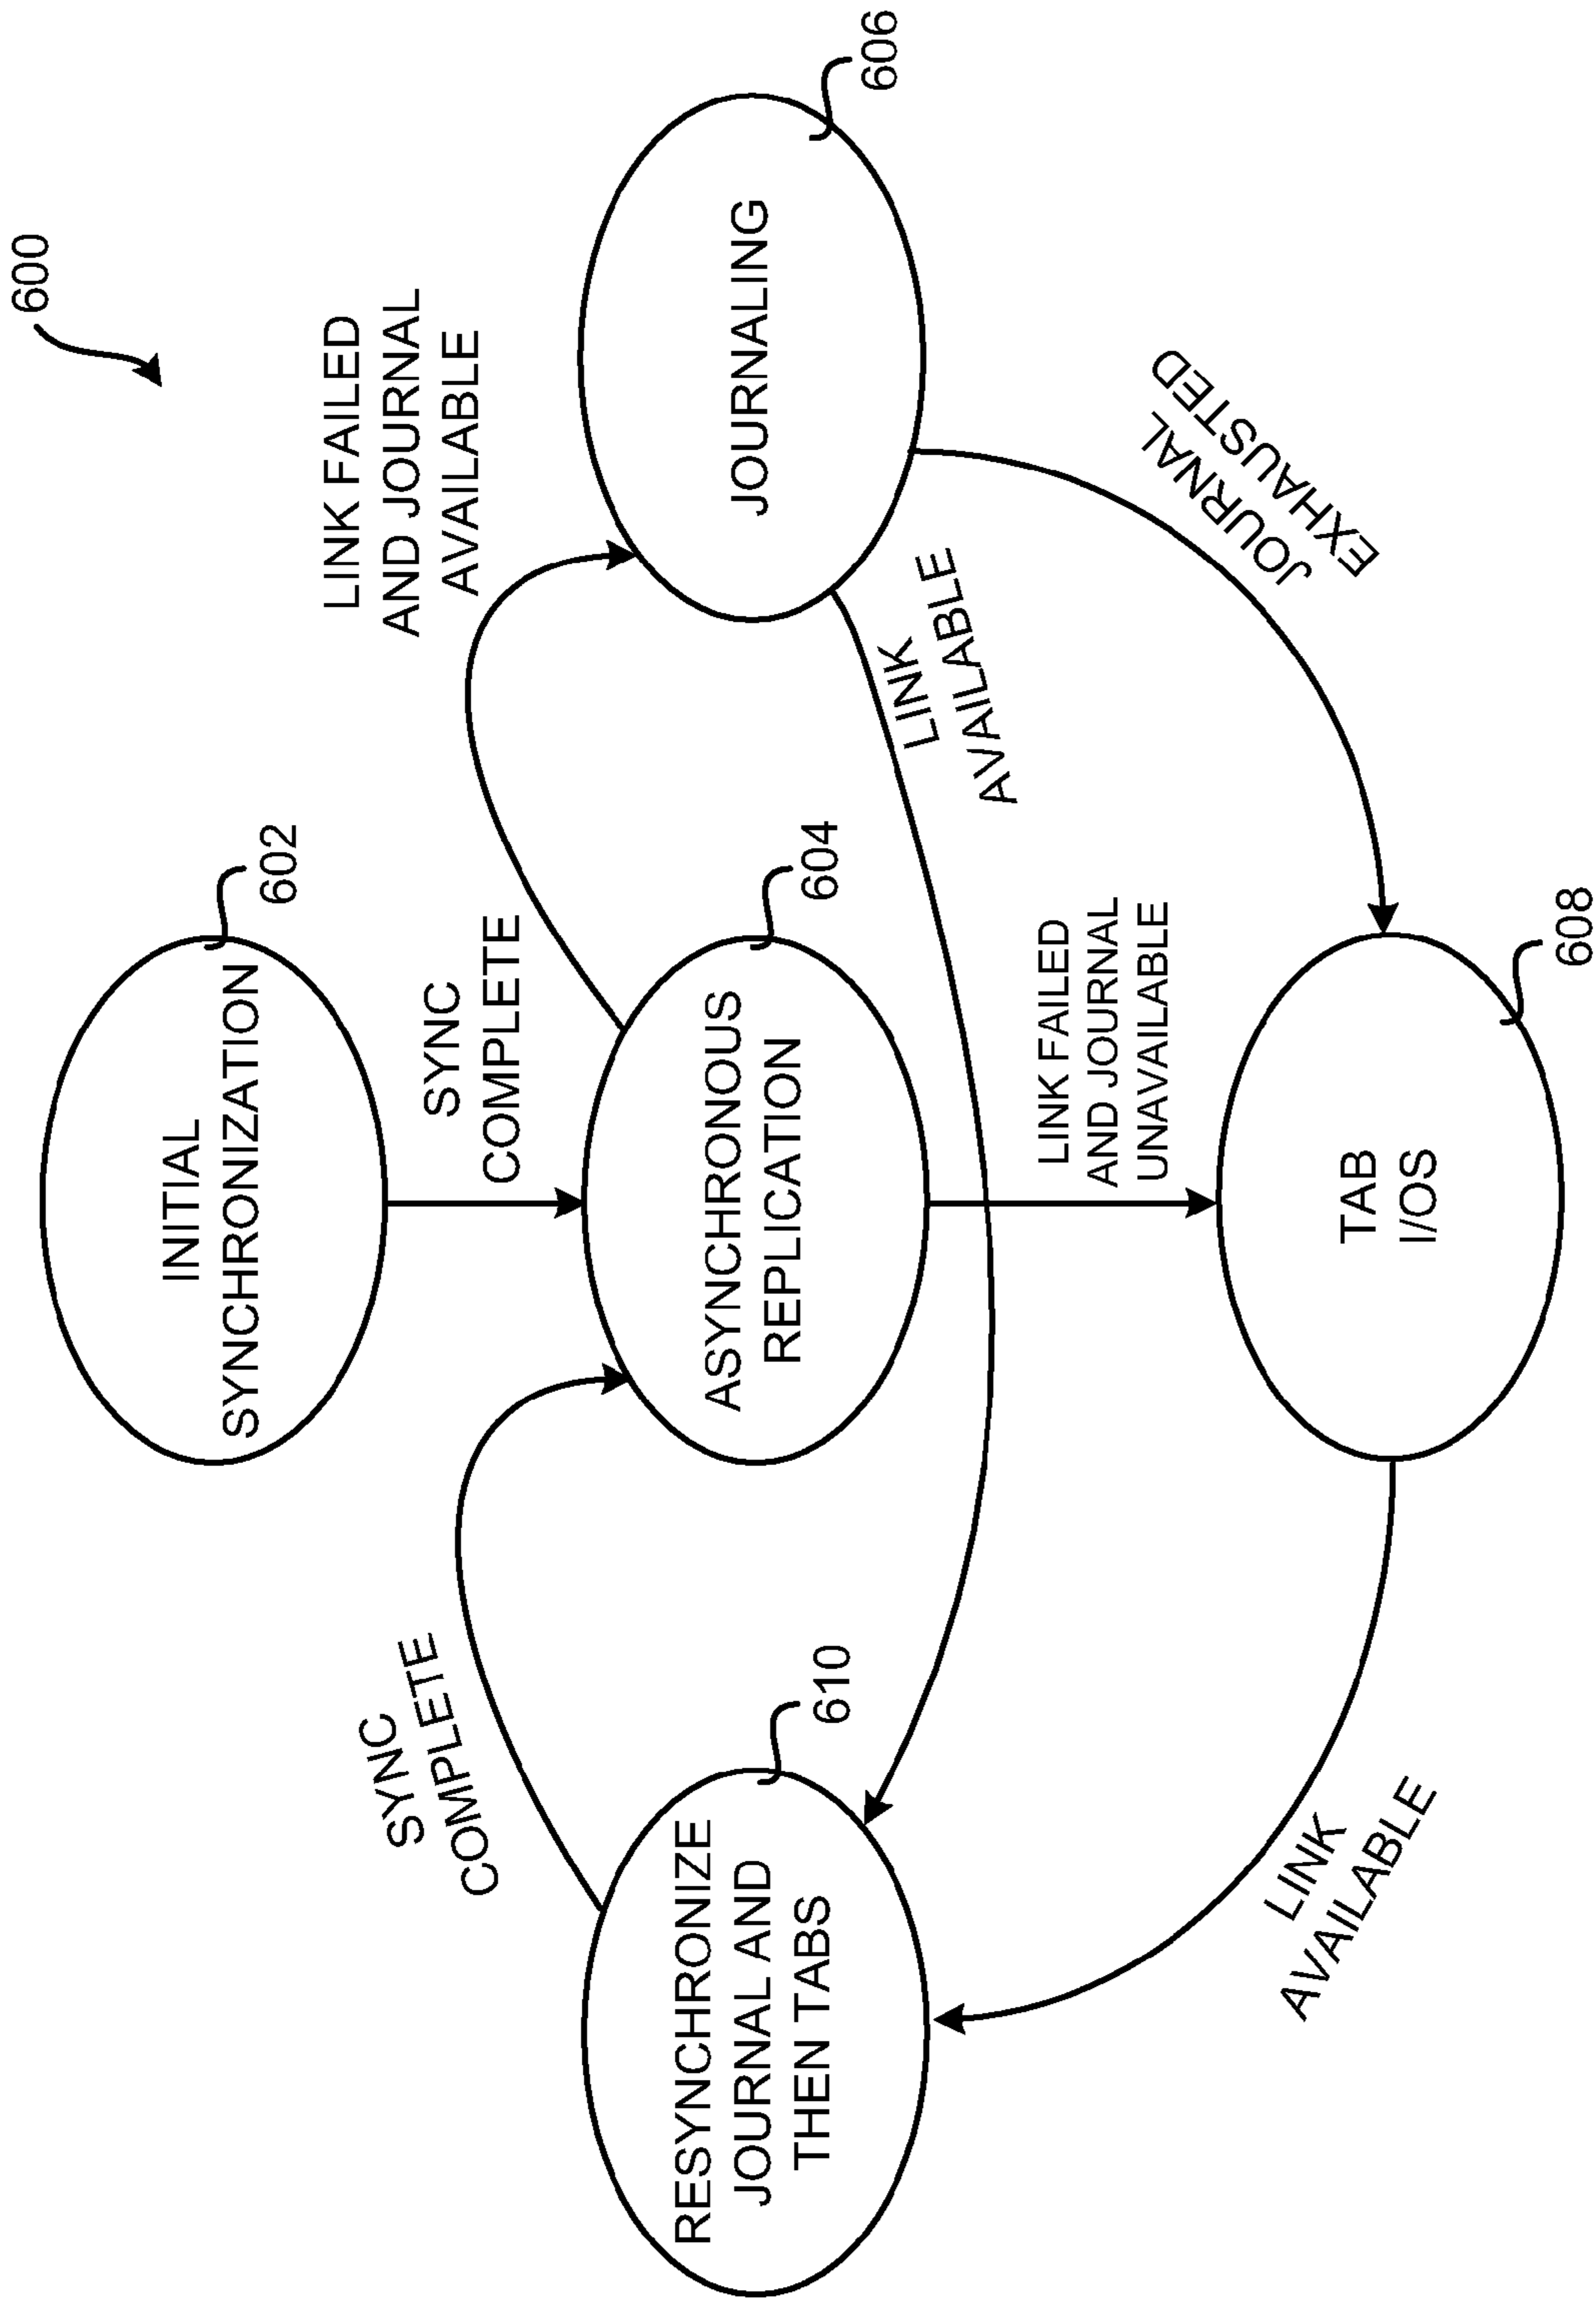 600
INITIAL
SYNCHRONIZATION
602
SYNC
COMPLETE
LINK FAILED
AND JOURNAL
AVAILABLE
SYNC
COMPLETE
RESYNCHRONIZE
JOURNAL AND
THEN TABS
610
ASYNCHRONOUS
REPLICATION
604
JOURNALING
606
LINK
AVAILABLE
LINK FAILED
AND JOURNAL
UNAVAILABLE
JOURNAL
EXHAUSTED
LINK
AVAILABLE
TAB
I/OS
608